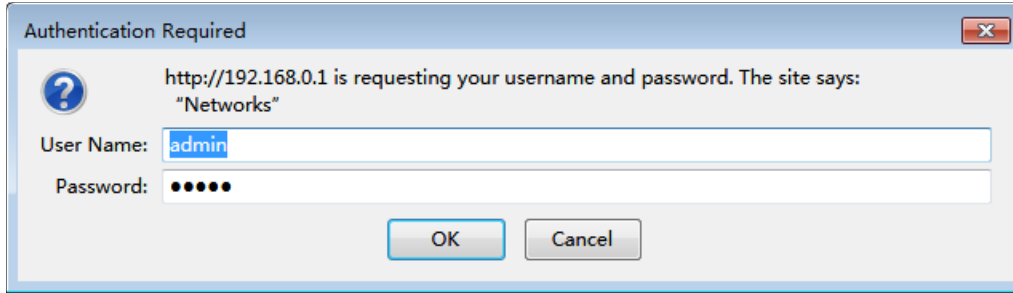 Authentication Required
http://192.168.0.1 is requesting your username and password. The site says:
“Networks”
User Name: admin
Password: •••••
OK Cancel